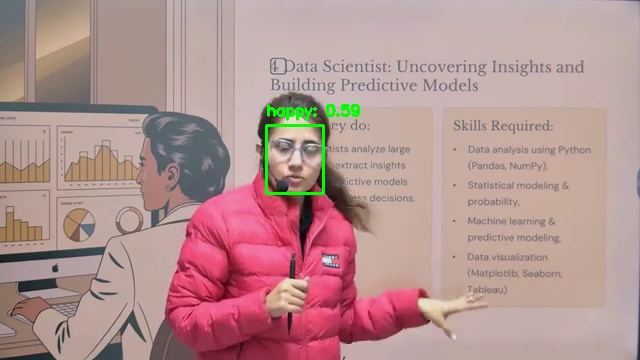 4 Data Scientist: Uncovering Insights and
Building Predictive Models
happy: 0.59
do:
analyze large
extract insights
models
decisions.
Skills Required:
• Data analysis using Python
(Pandas, NumPy),
• Statistical modeling &
probability,
• Machine learning &
predictive modeling,
• Data visualization
(Matplotlib, Seaborn,
Tableau)